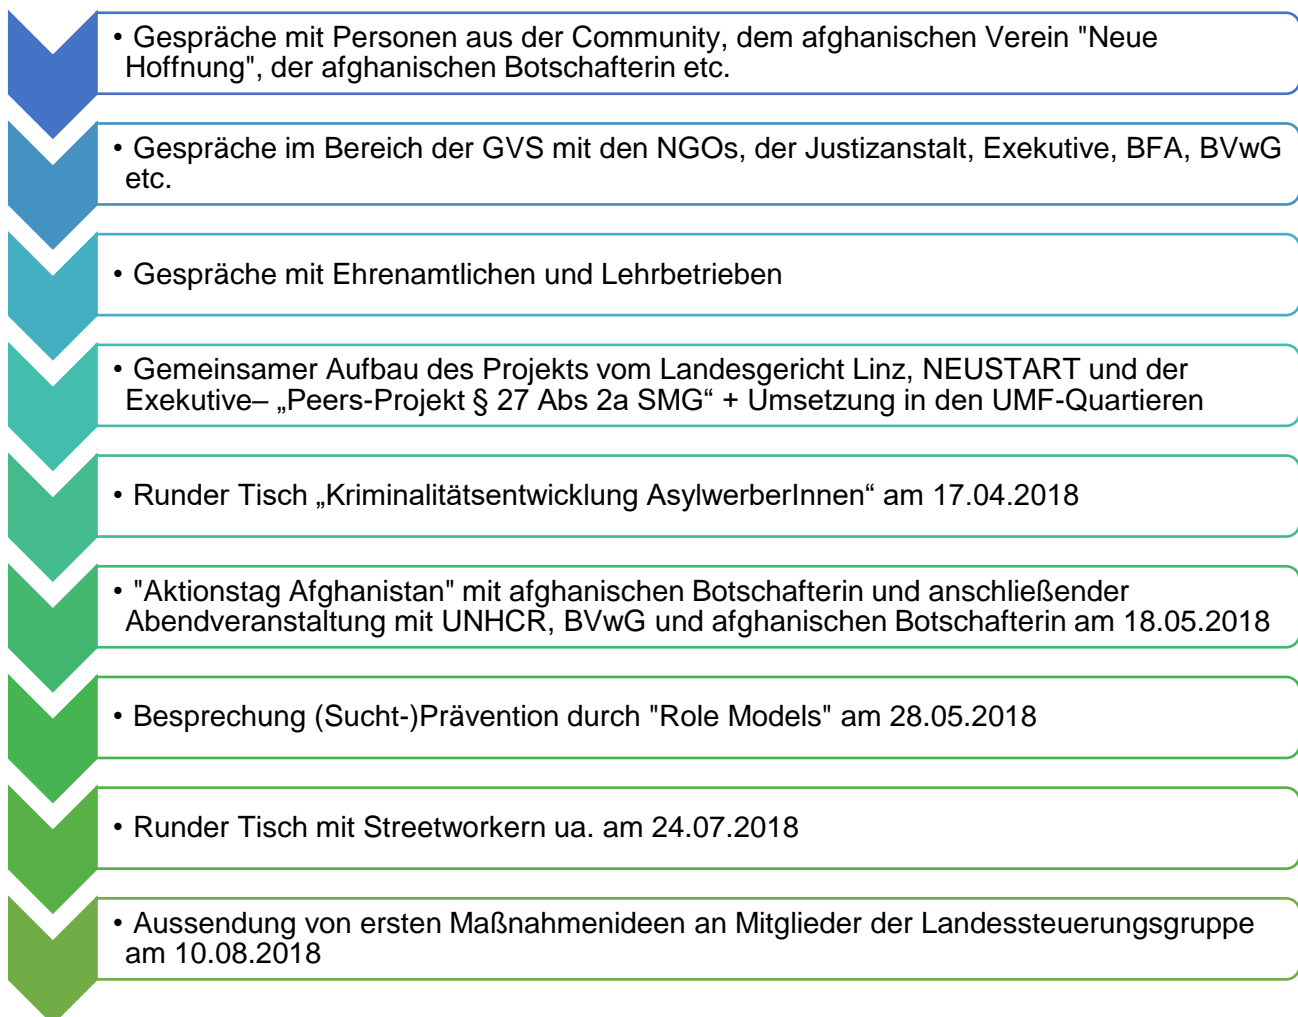 • Gespräche mit Personen aus der Community, dem afghanischen Verein "Neue
Hoffnung", der afghanischen Botschafterin etc.
• Gespräche im Bereich der GVS mit den NGOs, der Justizanstalt, Exekutive, BFA, BVwG
etc.
• Gespräche mit Ehrenamtlichen und Lehrbetrieben
• Gemeinsamer Aufbau des Projekts vom Landesgericht Linz, NEUSTART und der
Exekutive– „Peers-Projekt § 27 Abs 2a SMG“ + Umsetzung in den UMF-Quartieren
• Runder Tisch „Kriminalitätsentwicklung AsylwerberInnen“ am 17.04.2018
• "Aktionstag Afghanistan" mit afghanischen Botschafterin und anschließender
Abendveranstaltung mit UNHCR, BVwG und afghanischen Botschafterin am 18.05.2018
• Besprechung (Sucht-)Prävention durch "Role Models" am 28.05.2018
• Runder Tisch mit Streetworkern ua. am 24.07.2018
• Aussendung von ersten Maßnahmenideen an Mitglieder der Landessteuerungsgruppe
am 10.08.2018